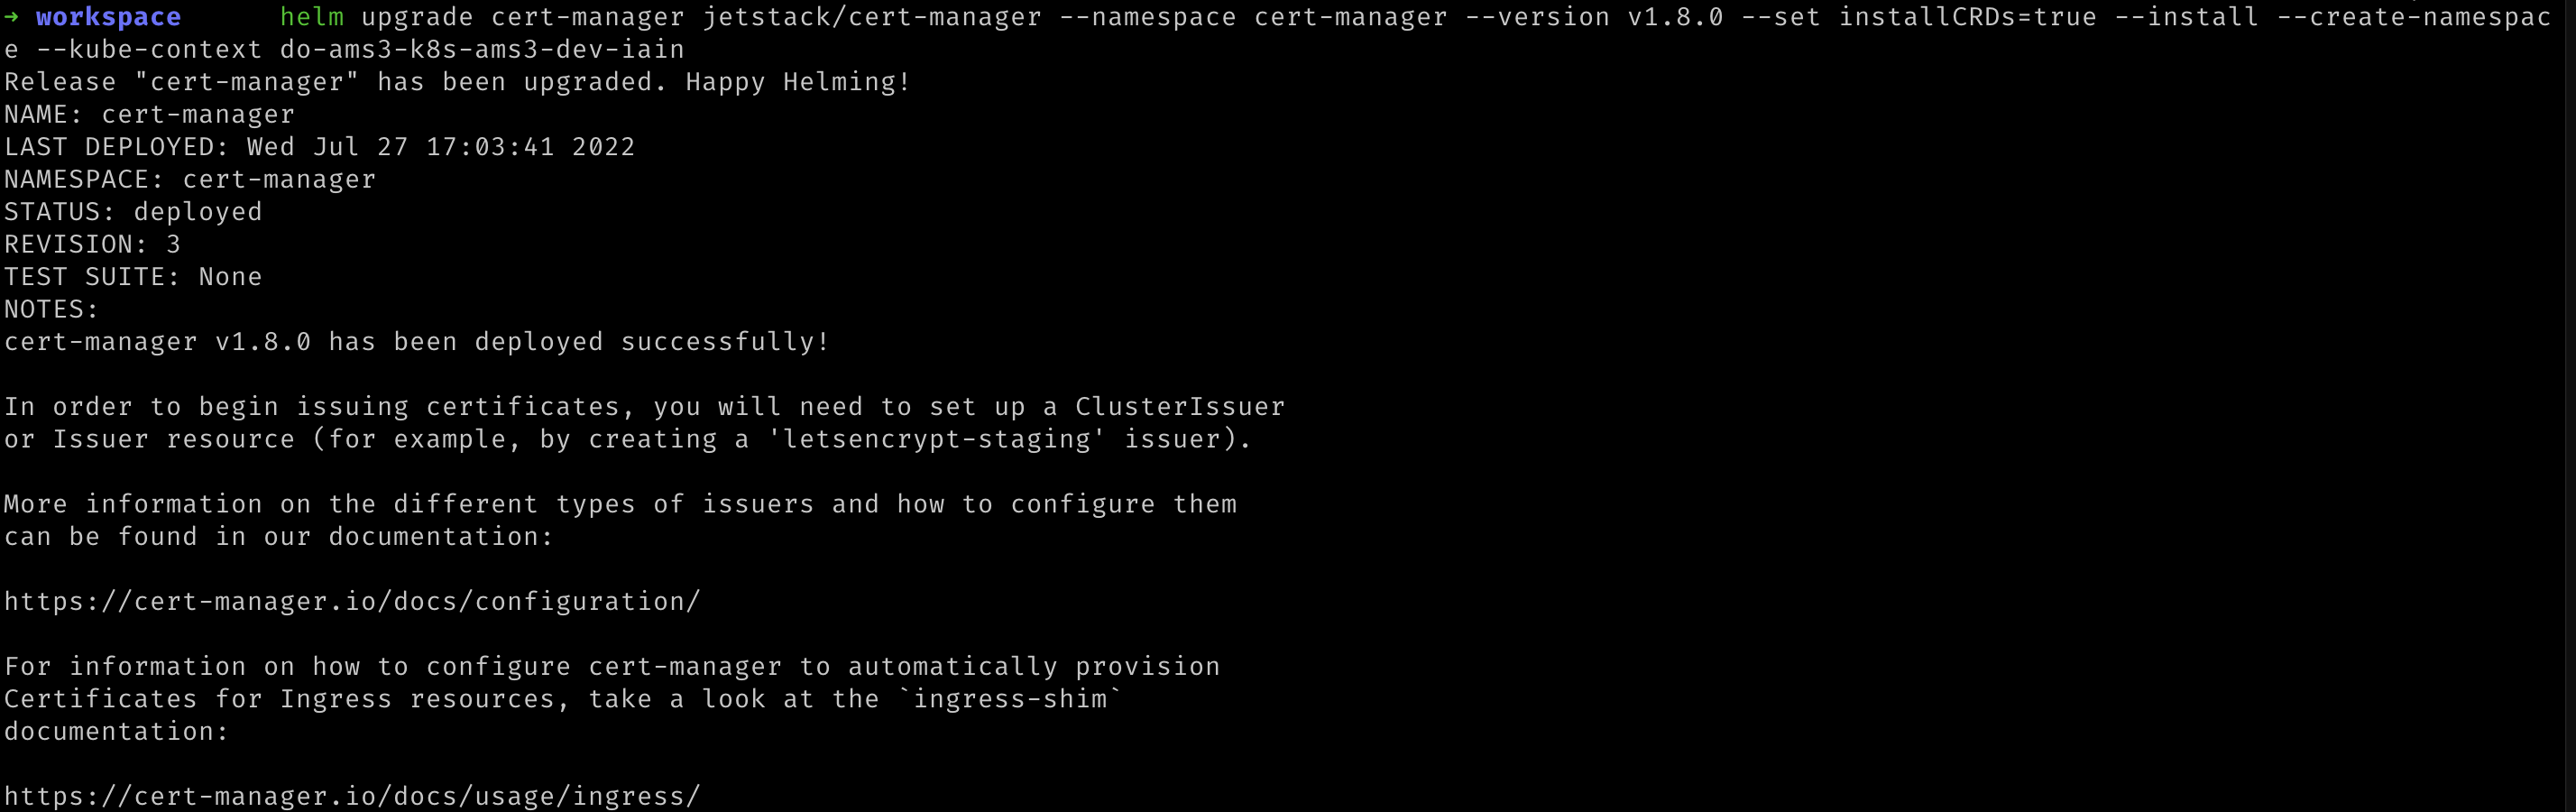 → workspace helm upgrade cert-manager jetstack/cert-manager --namespace cert-manager --version v1.8.0 --set installCRDs=true --install --create-namespac
e --kube-context do-ams3-k8s-ams3-dev-iain
Release "cert-manager" has been upgraded. Happy Helming!
NAME: cert-manager
LAST DEPLOYED: Wed Jul 27 17:03:41 2022
NAMESPACE: cert-manager
STATUS: deployed
REVISION: 3
TEST SUITE: None
NOTES:
cert-manager v1.8.0 has been deployed successfully!

In order to begin issuing certificates, you will need to set up a ClusterIssuer
or Issuer resource (for example, by creating a 'letsencrypt-staging' issuer).

More information on the different types of issuers and how to configure them
can be found in our documentation:

https://cert-manager.io/docs/configuration/

For information on how to configure cert-manager to automatically provision
Certificates for Ingress resources, take a look at the `ingress-shim`
documentation:

https://cert-manager.io/docs/usage/ingress/